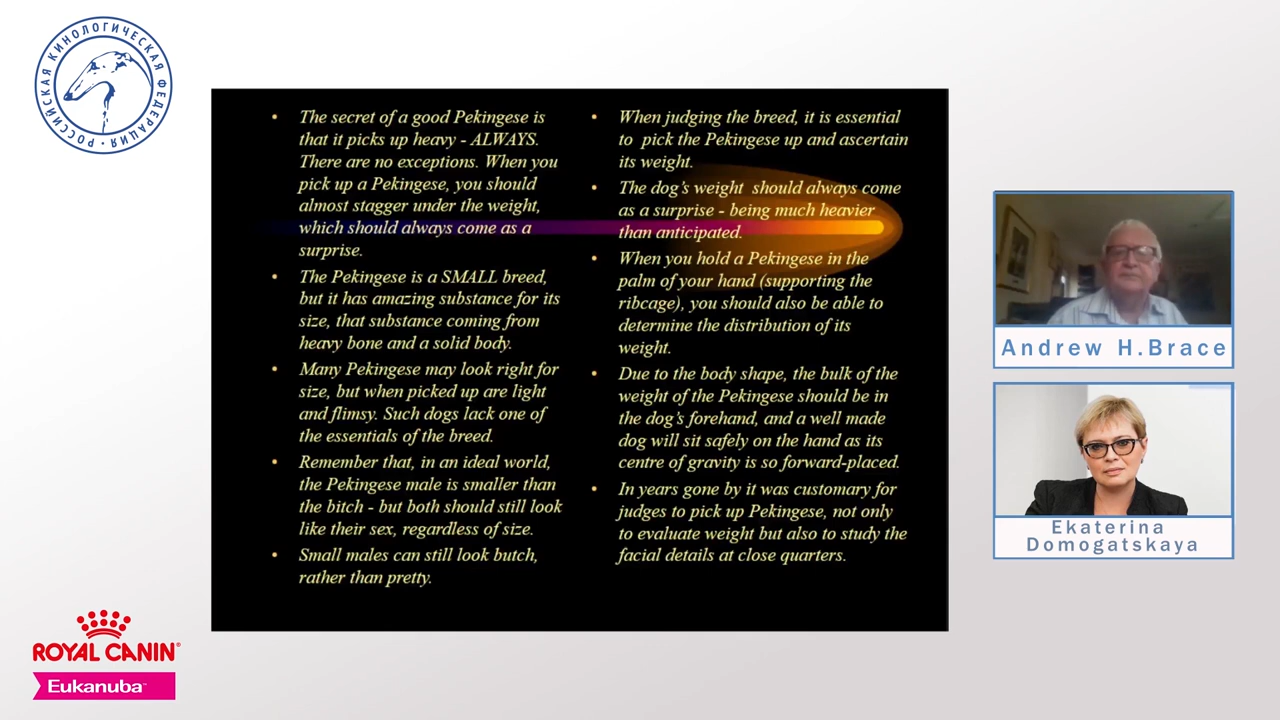 РОССИЙСКАЯ КИНОЛОГИЧЕСКАЯ ФЕДЕРАЦИЯ
• The secret of a good Pekingese is
that it picks up heavy - ALWAYS.
There are no exceptions. When you
pick up a Pekingese, you should
almost stagger under the weight,
which should always come as a
surprise.
• The Pekingese is a SMALL breed,
but it has amazing substance for its
size, that substance coming from
heavy bone and a solid body.
• Many Pekingese may look right for
size, but when picked up are light
and flimsy. Such dogs lack one of
the essentials of the breed.
• Remember that, in an ideal world,
the Pekingese male is smaller than
the bitch - but both should still look
like their sex, regardless of size.
• Small males can still look butch,
rather than pretty.
• When judging the breed, it is essential
to pick the Pekingese up and ascertain
its weight.
• The dog's weight should always come
as a surprise - being much heavier
than anticipated.
• When you hold a Pekingese in the
palm of your hand (supporting the
ribcage), you should also be able to
determine the distribution of its
weight.
• Due to the body shape, the bulk of the
weight of the Pekingese should be in
the dog's forehand, and a well made
dog will sit safely on the hand as its
centre of gravity is so forward-placed.
• In years gone by it was customary for
judges to pick up Pekingese, not only
to evaluate weight but also to study the
facial details at close quarters.
Andrew H.Brace
Ekaterina
Domogatskaya
ROYAL CANIN®
Eukanuba™